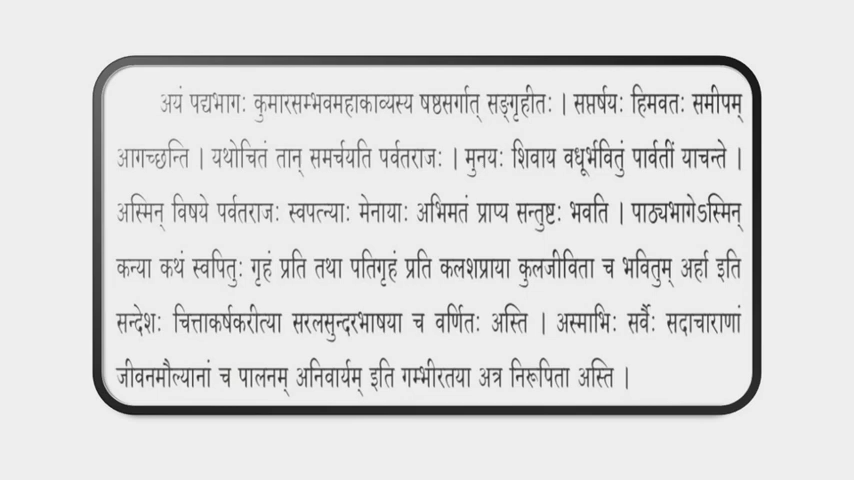 अयं पद्यभागः कुमारसम्भवमहाकाव्यस्य षष्ठसर्गात् सङ्गृहीतः । सप्तर्षयः हिमवतः समीपम्
आगच्छन्ति । यथोचितं तान् समर्चयति पर्वतराजः । मुनयः शिवाय वधूर्भवितुं पार्वतीं याचन्ते ।
अस्मिन् विषये पर्वतराजः स्वपत्न्याः मेनायाः अभिमतं प्राप्य सन्तुष्टः भवति । पाठ्यभागेऽस्मिन्
कन्या कथं स्वपितुः गृहं प्रति तथा पतिगृहं प्रति कलशप्राया कुलजीविता च भवितुम् अर्हा इति
सन्देशः चित्ताकर्षकरीत्या सरलसुन्दरभाषया च वर्णितः अस्ति । अस्माभिः सर्वैः सदाचाराणां
जीवनमौल्यानां च पालनम् अनिवार्यम् इति गम्भीरतया अत्र निरूपिता अस्ति ।